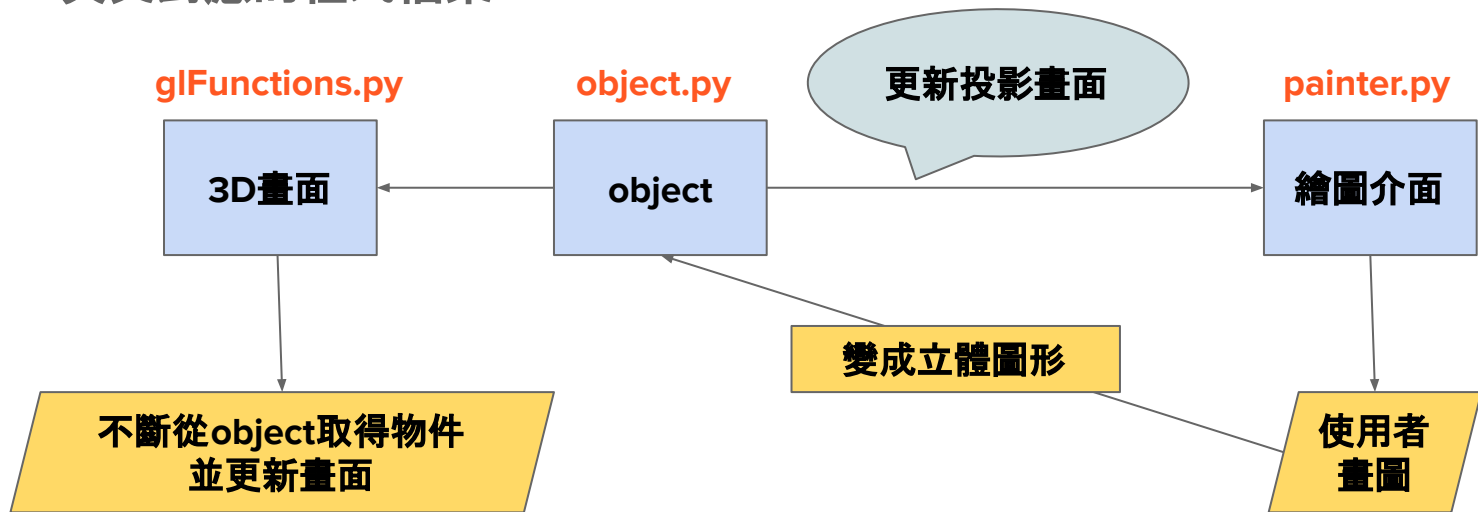 glFunctions.py
object.py
更新投影畫面
painter.py
3D畫面
object
繪圖介面
變成立體圖形
不斷從object取得物件
並更新畫面
使用者
畫圖